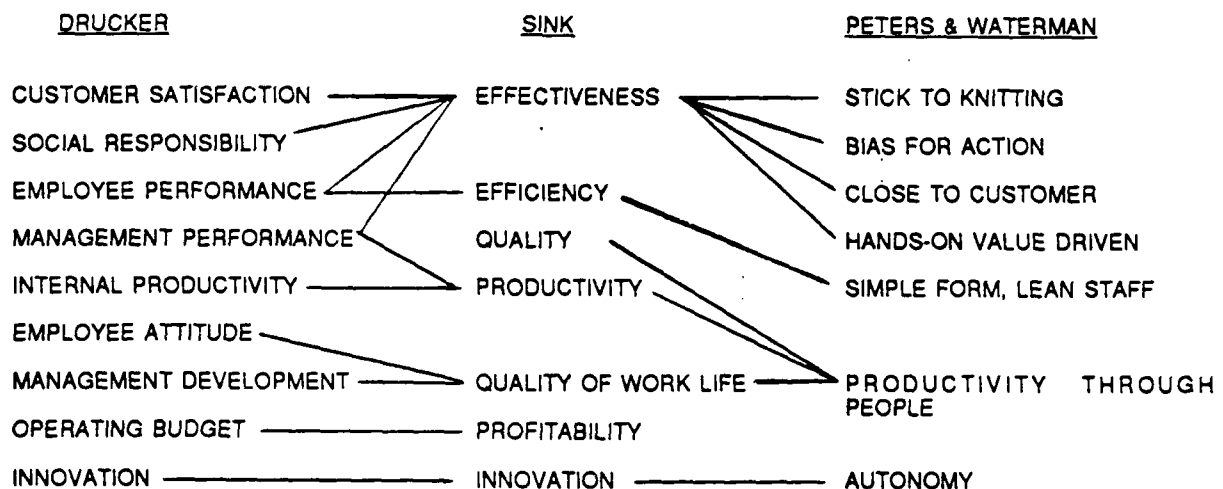 DRUCKER SINK PETERS & WATERMAN
CUSTOMER SATISFACTION EFFECTIVENESS STICK TO KNITTING
SOCIAL RESPONSIBILITY BIAS FOR ACTION
EMPLOYEE PERFORMANCE EFFICIENCY CLOSE TO CUSTOMER
MANAGEMENT PERFORMANCE QUALITY HANDS-ON VALUE DRIVEN
INTERNAL PRODUCTIVITY PRODUCTIVITY SIMPLE FORM, LEAN STAFF
EMPLOYEE ATTITUDE
MANAGEMENT DEVELOPMENT QUALITY OF WORK LIFE PRODUCTIVITY THROUGH
PEOPLE
OPERATING BUDGET PROFITABILITY
INNOVATION INNOVATION AUTONOMY